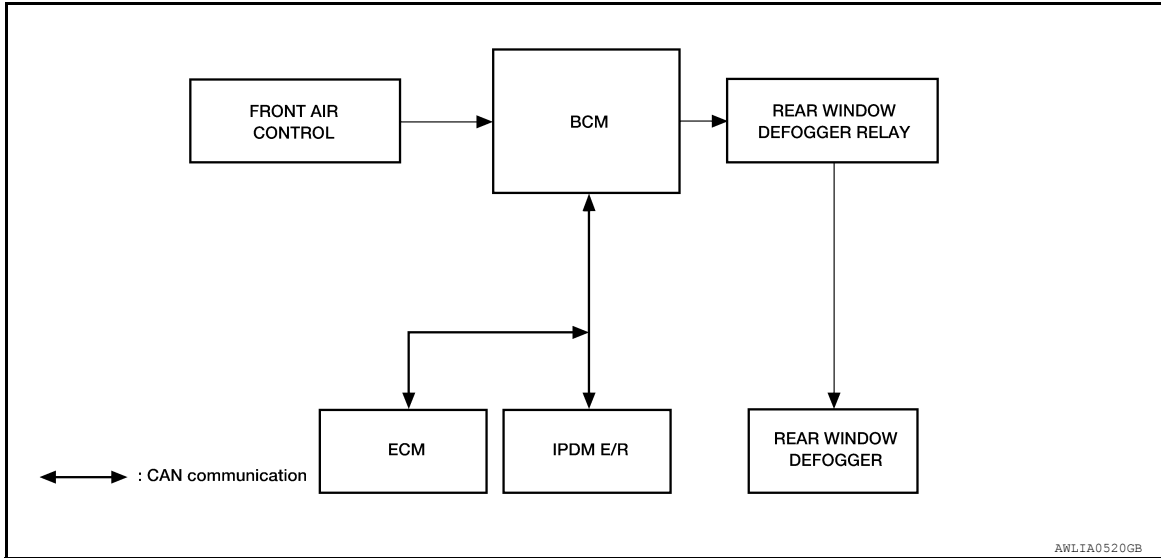 FRONT AIR
CONTROL
BCM
REAR WINDOW
DEFOGGER RELAY
ECM
IPDM E/R
REAR WINDOW
DEFOGGER
: CAN communication
AWLIA0520GB